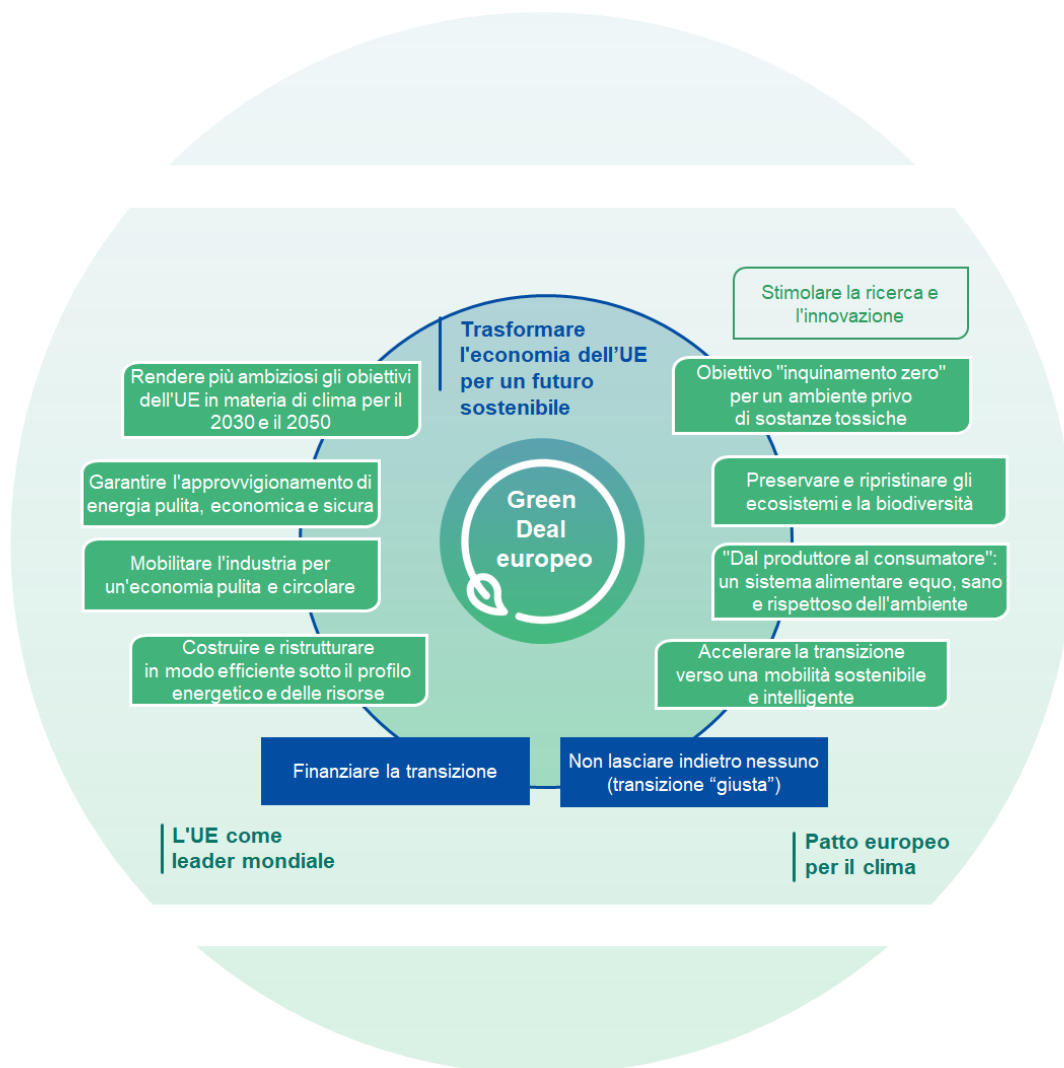 Stimolare la ricerca e
l'innovazione
Trasformare
l'economia dell’UE
per un futuro
sostenibile
Rendere più ambiziosi gli obiettivi
dell'UE in materia di clima per il
2030 e il 2050
Obiettivo "inquinamento zero"
per un ambiente privo
di sostanze tossiche
Garantire l'approvvigionamento di
energia pulita, economica e sicura
Green
Deal
europeo
Preservare e ripristinare gli
ecosistemi e la biodiversità
Mobilitare l'industria per
un'economia pulita e circolare
"Dal produttore al consumatore":
un sistema alimentare equo, sano
e rispettoso dell'ambiente
Costruire e ristrutturare
in modo efficiente sotto il profilo
energetico e delle risorse
Accelerare la transizione
verso una mobilità sostenibile
e intelligente
Finanziare la transizione
Non lasciare indietro nessuno
(transizione “giusta”)
L'UE come
leader mondiale
Patto europeo
per il clima